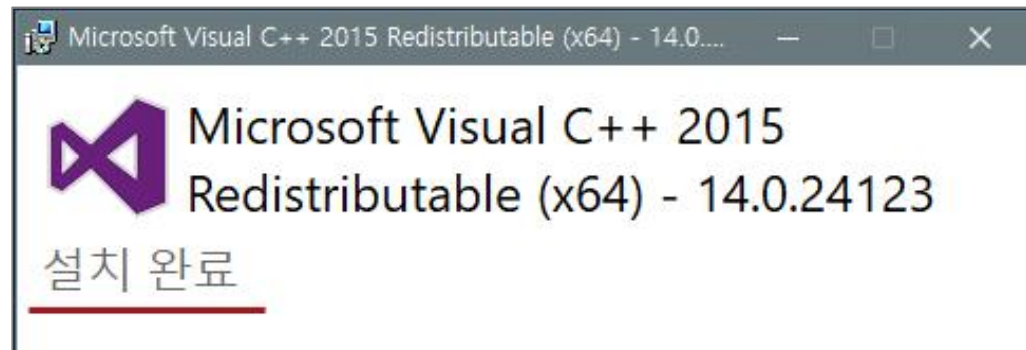 Microsoft Visual C++ 2015 Redistributable (x64) - 14.0....
Microsoft Visual C++ 2015
Redistributable (x64) - 14.0.24123
설치 완료